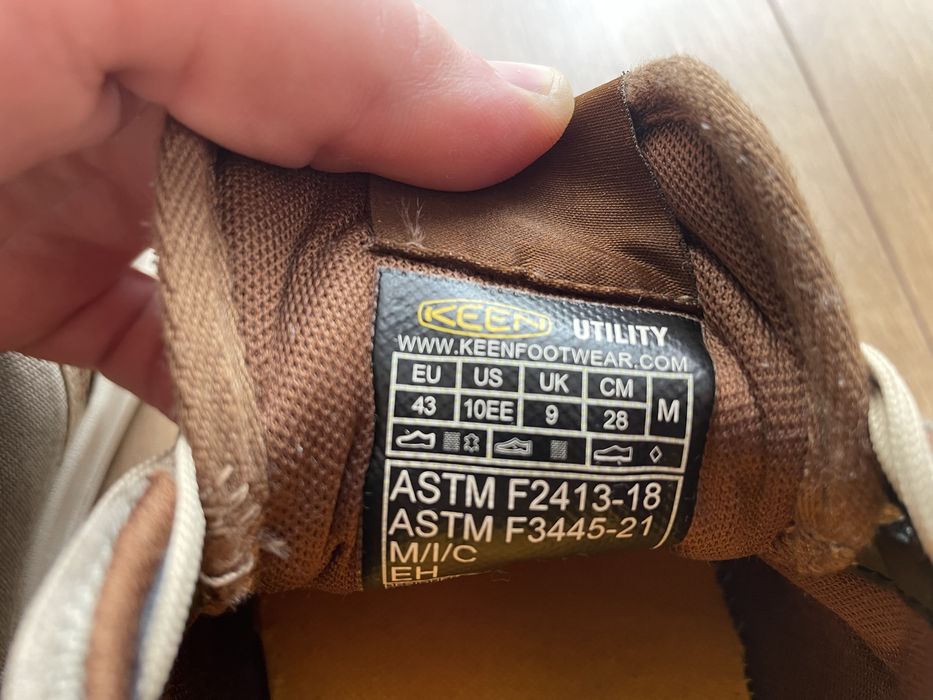 KEEN UTILITY
WWW.KEENFOOTWEAR.COM
EU US UK CM M
43 10EE 9 28
ASTM F2413-18
ASTM F3445-21
M/I/C
EH